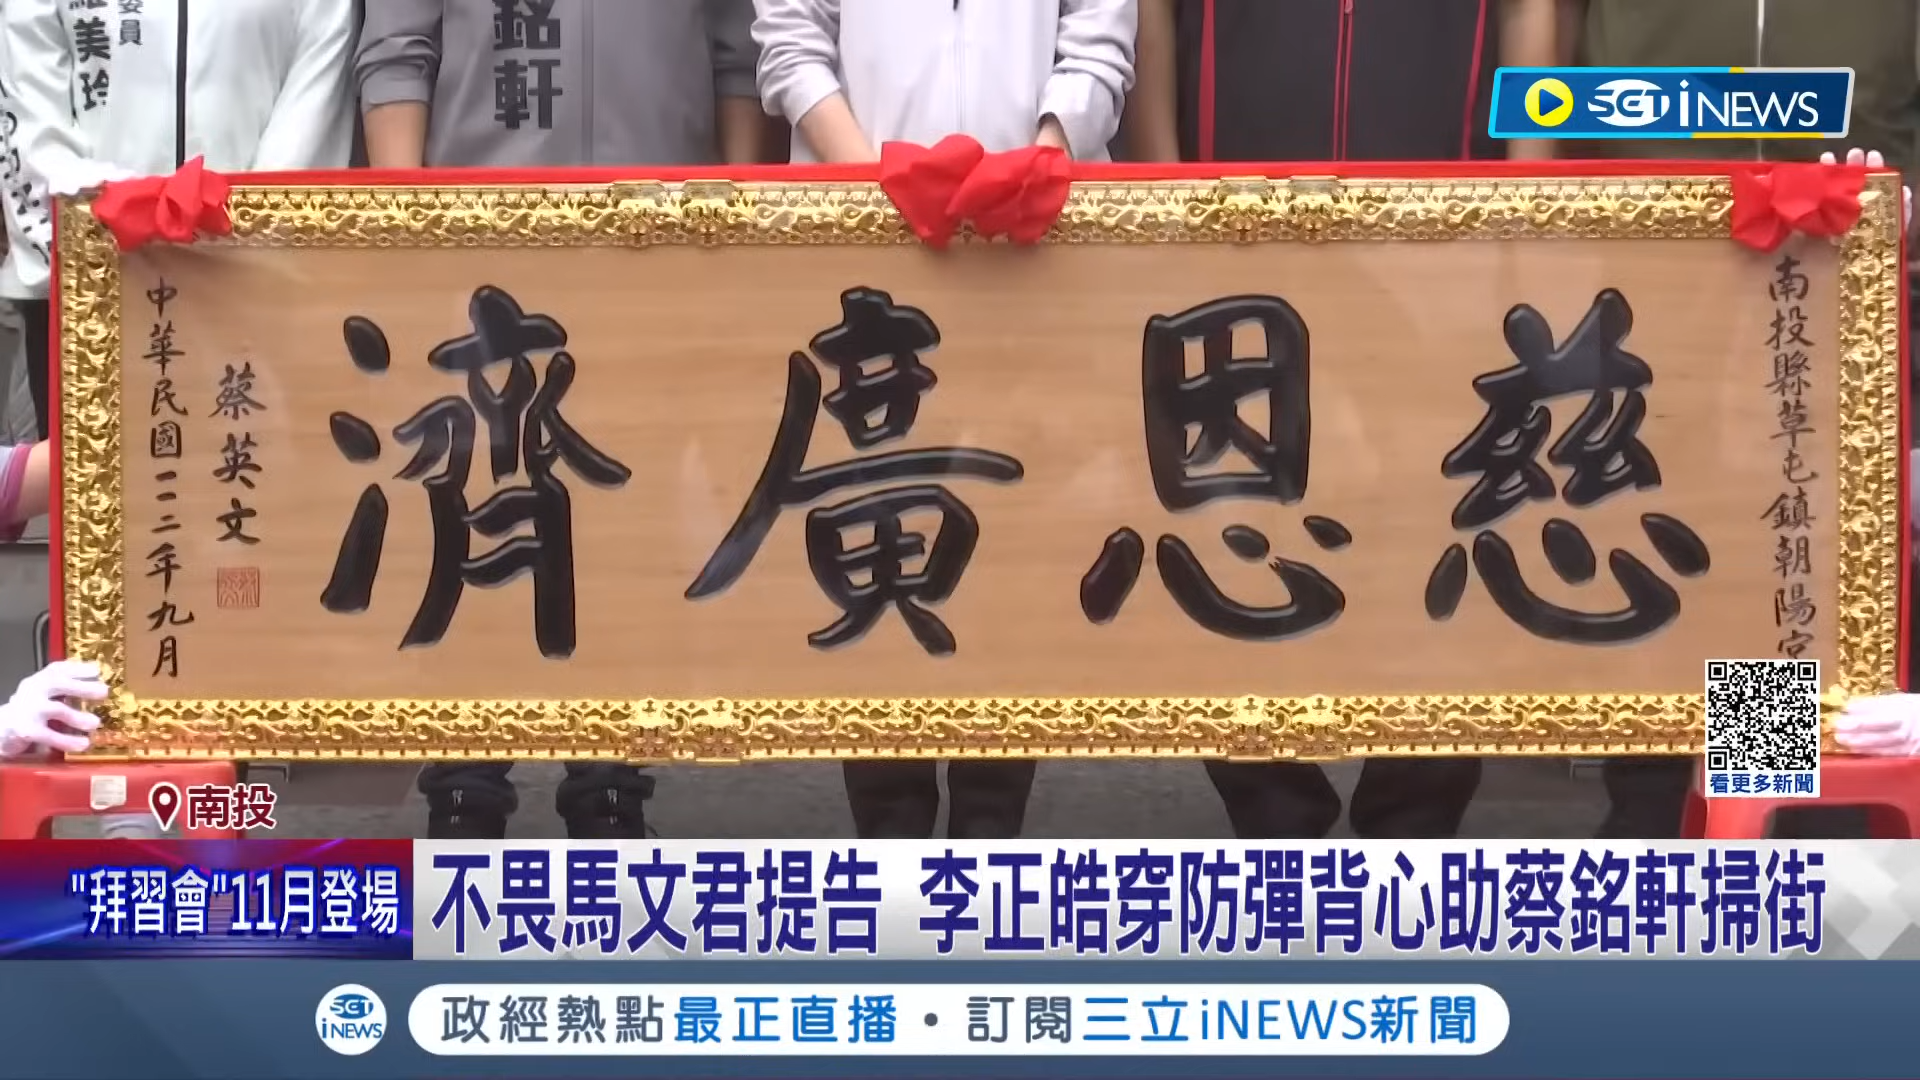 委員
羅美玲
銘軒
SET iNEWS
慈恩廣濟
南投縣草屯鎮朝陽宮
蔡英文
中華民國一一二年九月
看更多新聞
南投
"拜習會"11月登場
不畏馬文君提告 李正皓穿防彈背心助蔡銘軒掃街
SET iNEWS
政經熱點最正直播・訂閱三立iNEWS新聞